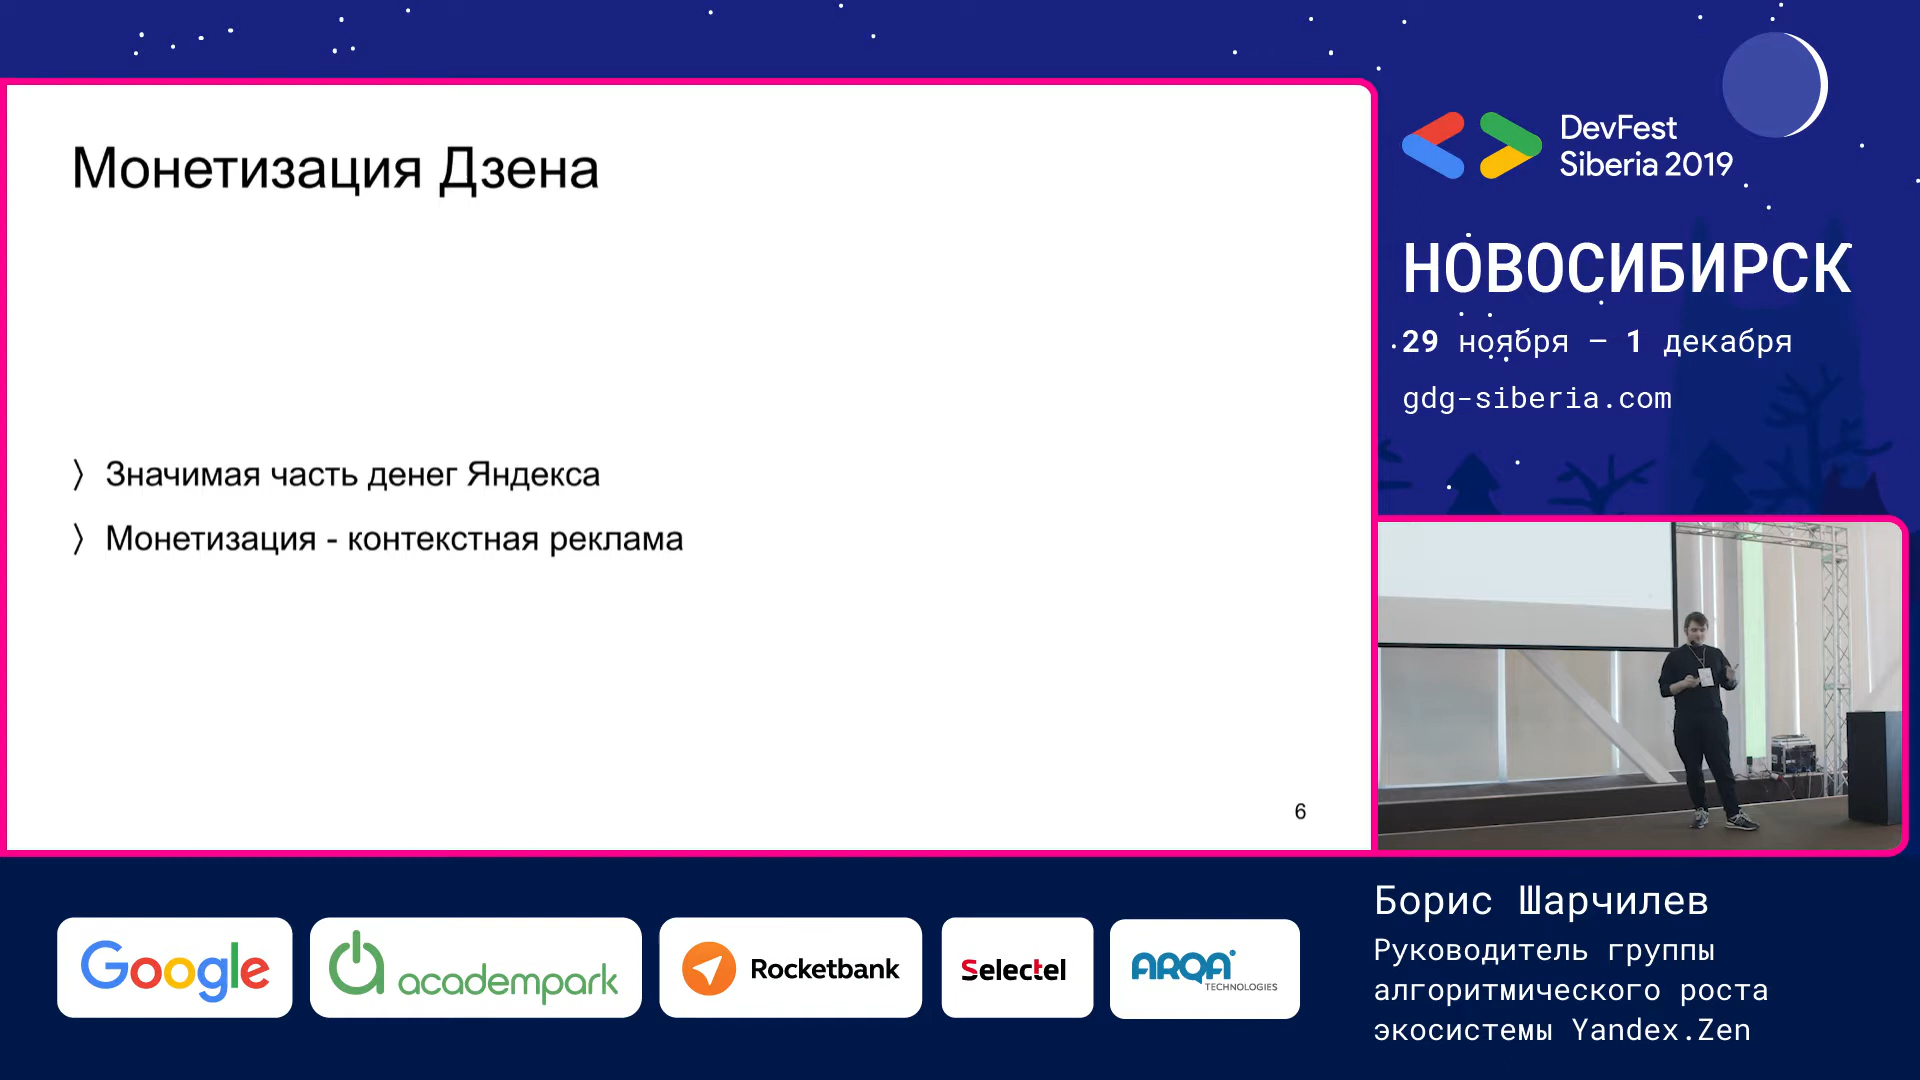 Монетизация Дзена
〉 Значимая часть денег Яндекса
〉 Монетизация - контекстная реклама
6
DevFest
Siberia 2019
НОВОСИБИРСК
29 ноября – 1 декабря
gdg-siberia.com
Google
academpark
Rocketbank
Selectel
ARQA
TECHNOLOGIES
Борис Шарчилев
Руководитель группы
алгоритмического роста
экосистемы Yandex.Zen